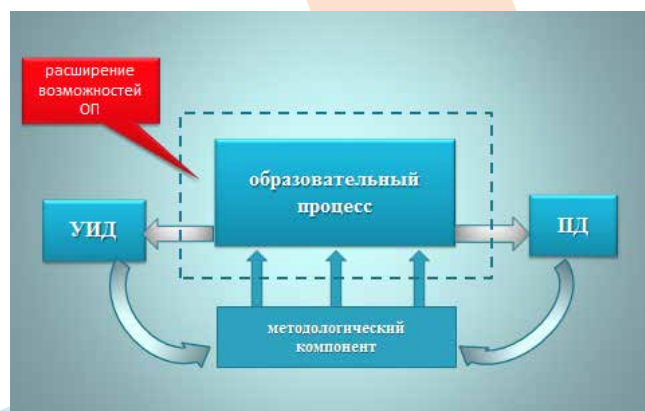 расширение
возможностей
ОП
образовательный
процесс
УИД
ПД
методологический
компонент